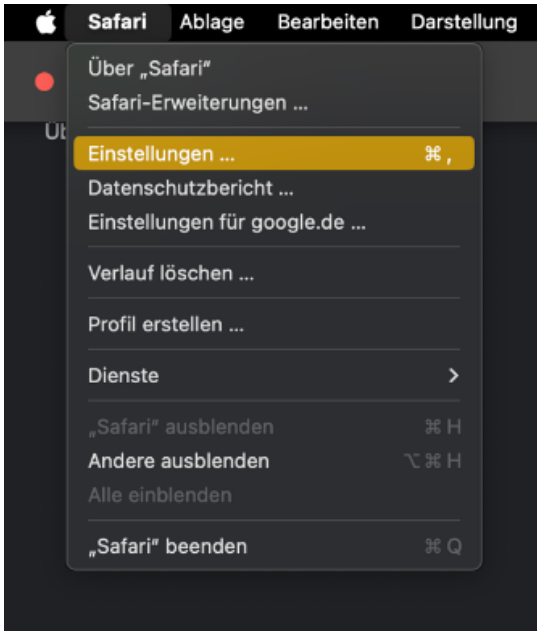 Safari Ablage Bearbeiten Darstellung
Über „Safari“
Safari-Erweiterungen ...
Üb
Einstellungen ... ⌘ ,
Datenschutzbericht ...
Einstellungen für google.de ...
Verlauf löschen ...
Profil erstellen ...
Dienste
„Safari“ ausblenden ⌘ H
Andere ausblenden ⌥ ⌘ H
Alle einblenden
„Safari“ beenden ⌘ Q